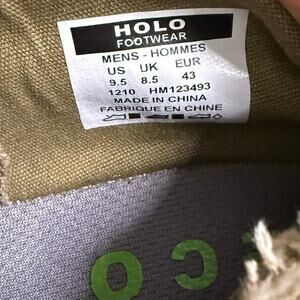 HOLO
FOOTWEAR
MENS - HOMMES
US UK EUR
9.5 8.5 43
1210 HM123493
MADE IN CHINA
FABRIQUE EN CHINE
CO